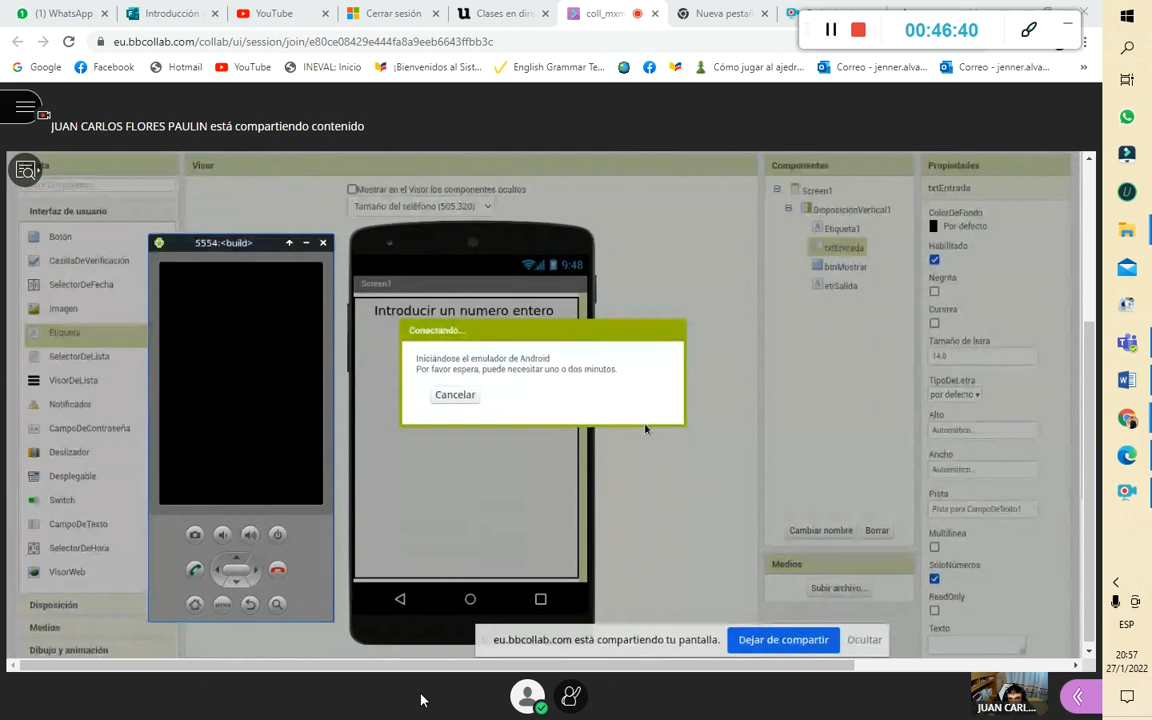 (1) WhatsApp
Introducción
YouTube
Cerrar sesión
Clases en dire
coll_mxm
Nueva pestañ
00:46:40
eu.bbcollab.com/collab/ui/session/join/e80ce08429e444fa8a9eeb6643ffbb3c
Google
Facebook
Hotmail
YouTube
INEVAL: Inicio
¡Bienvenidos al Sist...
English Grammar Te...
Cómo jugar al ajedr...
Correo - jenner.alva...
Correo - jenner.alva...
»
JUAN CARLOS FLORES PAULIN está compartiendo contenido
Visor
Componentes
Propiedades
Interfaz de usuario
Botón
CasillaDeVerificación
SelectorDeFecha
Imagen
Etiqueta
SelectorDeLista
VisorDeLista
Notificador
CampoDeContraseña
Deslizador
Desplegable
Switch
CampoDeTexto
SelectorDeHora
VisorWeb
Disposición
Medios
Dibujo y animación
Mostrar en el Visor los componentes ocultos
Tamaño del teléfono (505,320)
5554:<build>
MENU
9:48
Screen1
Introducir un numero entero
Conectando...
Iniciándose el emulador de Android
Por favor espera, puede necesitar uno o dos minutos.
Cancelar
Screen1
DisposiciónVertical1
Etiqueta1
txtEntrada
btnMostrar
etiSalida
Cambiar nombre
Borrar
Medios
Subir archivo...
txtEntrada
ColorDeFondo
Por defecto
Habilitado
Negrita
Cursiva
Tamaño de letra
14.0
TipoDeLetra
por defecto
Alto
Automático...
Ancho
Automático...
Pista
Pista para CampoDeTexto1
Multilínea
SóloNúmeros
ReadOnly
Texto
eu.bbcollab.com está compartiendo tu pantalla.
Dejar de compartir
Ocultar
JUAN CARL...
ESP
20:57
27/1/2022